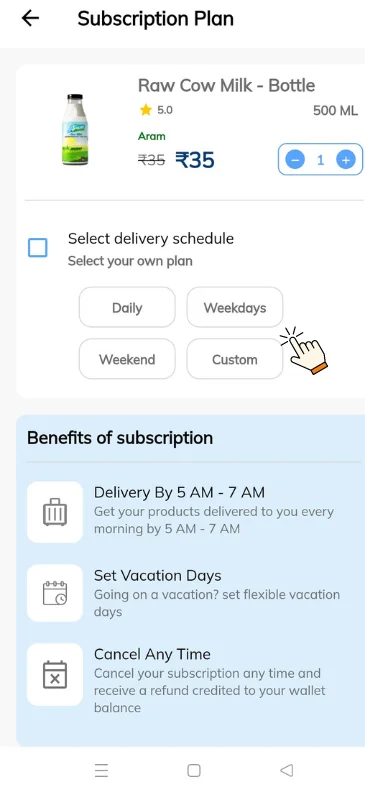 Subscription Plan
Raw Cow Milk - Bottle
5.0
500 ML
Aram
₹35 ₹35
1
Select delivery schedule
Select your own plan
Daily
Weekdays
Weekend
Custom
Benefits of subscription
Delivery By 5 AM - 7 AM
Get your products delivered to you every
morning by 5 AM - 7 AM
Set Vacation Days
Going on a vacation? set flexible vacation
days
Cancel Any Time
Cancel your subscription any time and
receive a refund credited to your wallet
balance